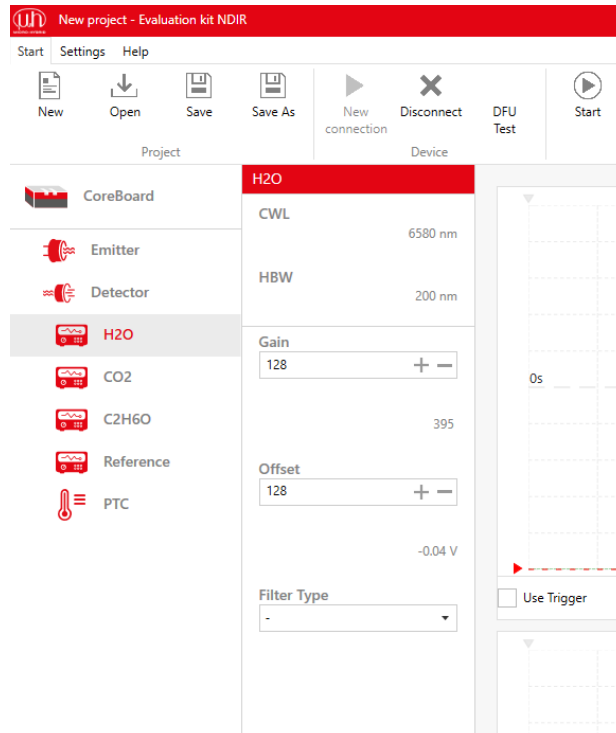 New project - Evaluation kit NDIR
Start Settings Help
New Open Save Save As New connection Disconnect DFU Test Start
Project Device
CoreBoard
Emitter
Detector
H2O
CO2
C2H6O
Reference
PTC
H2O
CWL
6580 nm
HBW
200 nm
Gain
128
395
Offset
128
-0.04 V
Filter Type
-
0s
Use Trigger